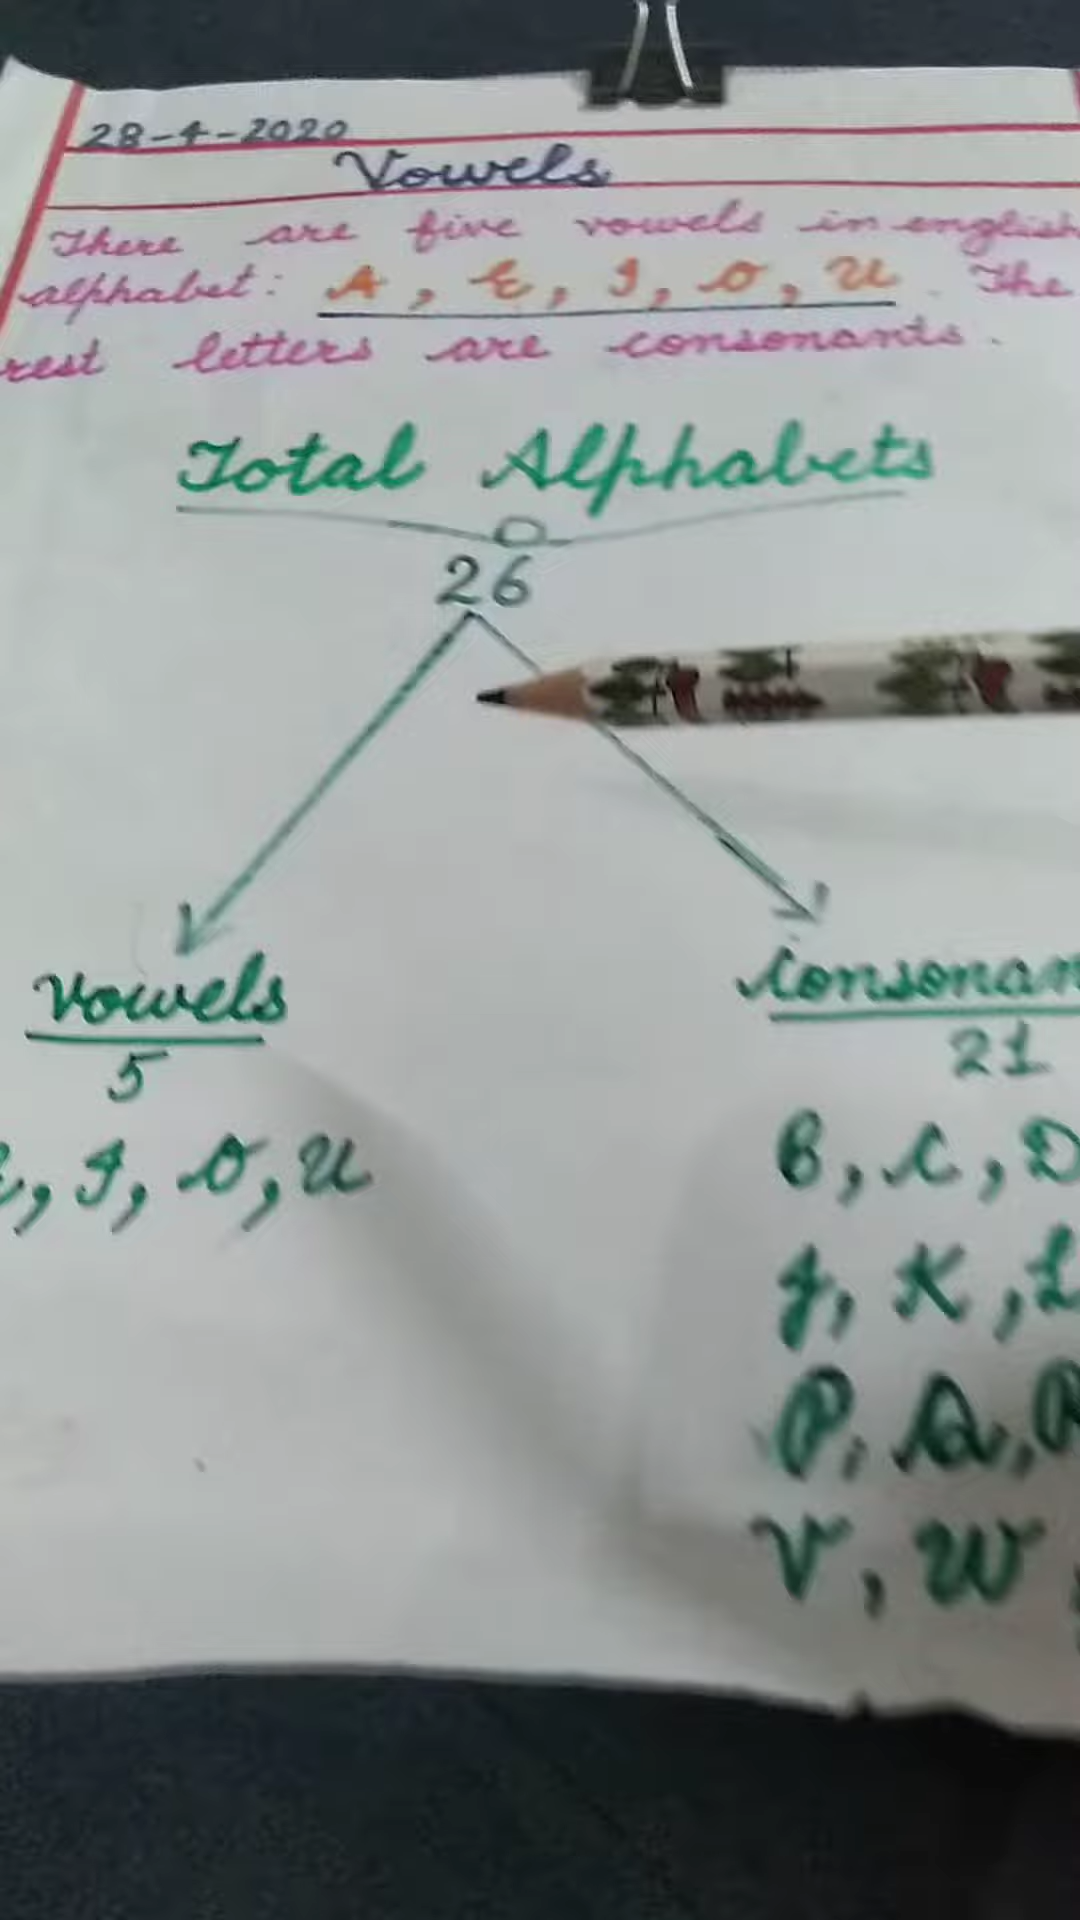 28-4-2020
Vowels
There are five vowels in english
alphabet: A, E, I, O, U. The
rest letters are consonants.
Total Alphabets
26
Vowels
5
, I, O, U
Consonan
21
B, C, D
J, K, L
P, Q, R
V, W,